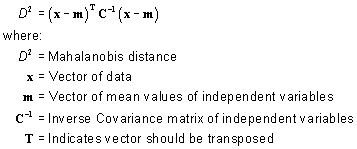 D² = (x − m)ᵀ C⁻¹ (x − m)
where:
D² = Mahalanobis distance
x = Vector of data
m = Vector of mean values of independent variables
C⁻¹ = Inverse Covariance matrix of independent variables
T = Indicates vector should be transposed